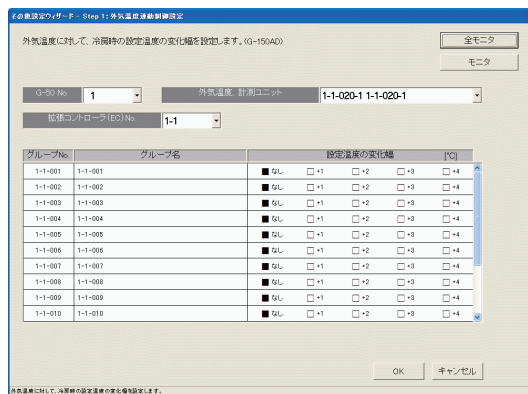 その他設定ウィザード - Step 1: 外気温度連動制御設定
外気温度に対して、冷房時の設定温度の変化幅を設定します。(G-150AD)
全モニタ
モニタ
G-50 No. 1 外気温度、計測ユニット 1-1-020-1 1-1-020-1
拡張コントローラ(EC)No. 1-1
グループNo. グループ名 設定温度の変化幅 [℃]
1-1-001 1-1-001 なし +1 +2 +3 +4
1-1-002 1-1-002 なし +1 +2 +3 +4
1-1-003 1-1-003 なし +1 +2 +3 +4
1-1-004 1-1-004 なし +1 +2 +3 +4
1-1-005 1-1-005 なし +1 +2 +3 +4
1-1-006 1-1-006 なし +1 +2 +3 +4
1-1-007 1-1-007 なし +1 +2 +3 +4
1-1-008 1-1-008 なし +1 +2 +3 +4
1-1-009 1-1-009 なし +1 +2 +3 +4
1-1-010 1-1-010 なし +1 +2 +3 +4
OK キャンセル
外気温度に対して、冷房時の設定温度の変化幅を設定します。